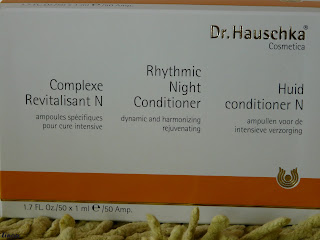 Dr.Hauschka®
Cosmetica
Complexe
Revitalisant N
ampoules spécifiques
pour cure intensive
Rhythmic
Night
Conditioner
dynamic and harmonizing
rejuvenating
Huid
conditioner N
ampullen voor de
intensieve verzorging
1.7 FL. Oz./50 x 1 ml ℮/50 Amp.